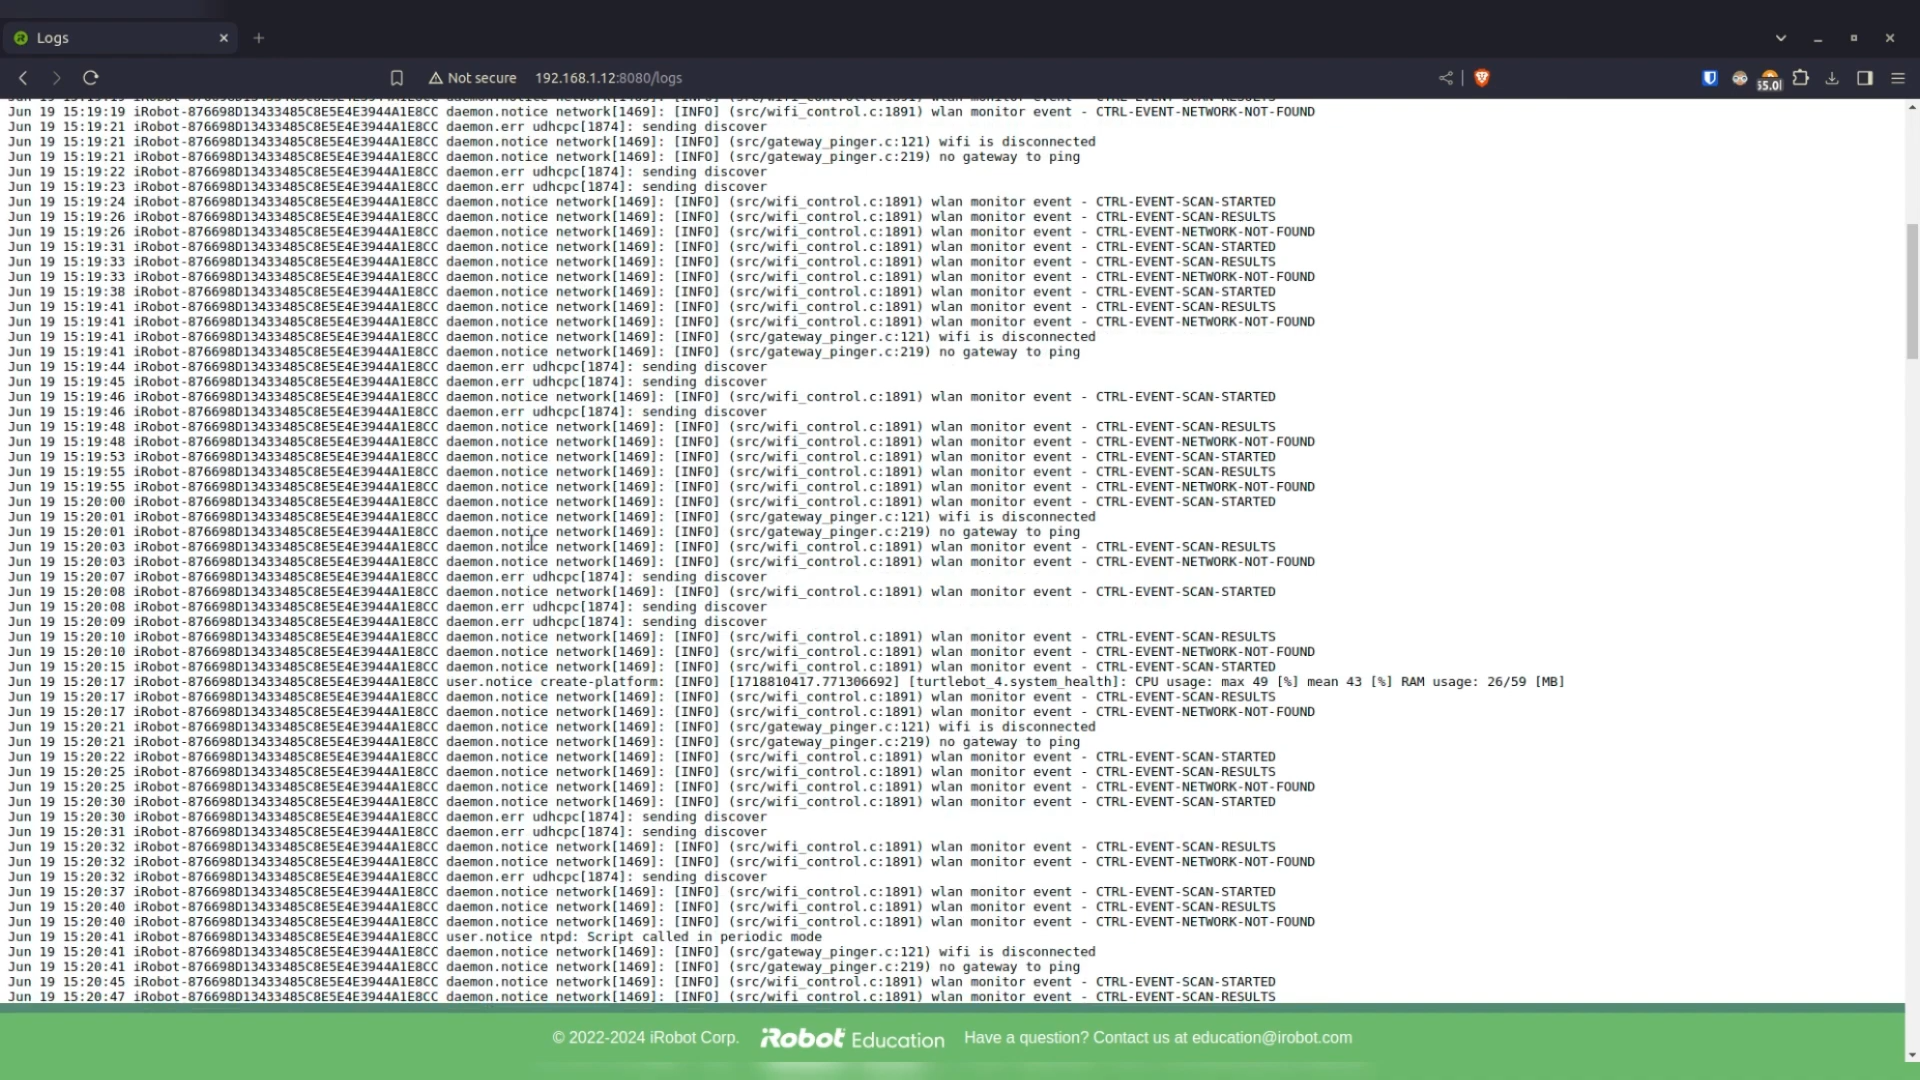 Logs
Not secure 192.168.1.12:8080/logs
55.0
Jun 19 15:19:19 iRobot-876698D13433485C8E5E4E3944A1E8CC daemon.notice network[1469]: [INFO] (src/wifi_control.c:1891) wlan monitor event - CTRL-EVENT-SCAN-RESULTS
Jun 19 15:19:19 iRobot-876698D13433485C8E5E4E3944A1E8CC daemon.notice network[1469]: [INFO] (src/wifi_control.c:1891) wlan monitor event - CTRL-EVENT-NETWORK-NOT-FOUND
Jun 19 15:19:21 iRobot-876698D13433485C8E5E4E3944A1E8CC daemon.err udhcpc[1874]: sending discover
Jun 19 15:19:21 iRobot-876698D13433485C8E5E4E3944A1E8CC daemon.notice network[1469]: [INFO] (src/gateway_pinger.c:121) wifi is disconnected
Jun 19 15:19:21 iRobot-876698D13433485C8E5E4E3944A1E8CC daemon.notice network[1469]: [INFO] (src/gateway_pinger.c:219) no gateway to ping
Jun 19 15:19:22 iRobot-876698D13433485C8E5E4E3944A1E8CC daemon.err udhcpc[1874]: sending discover
Jun 19 15:19:23 iRobot-876698D13433485C8E5E4E3944A1E8CC daemon.err udhcpc[1874]: sending discover
Jun 19 15:19:24 iRobot-876698D13433485C8E5E4E3944A1E8CC daemon.notice network[1469]: [INFO] (src/wifi_control.c:1891) wlan monitor event - CTRL-EVENT-SCAN-STARTED
Jun 19 15:19:26 iRobot-876698D13433485C8E5E4E3944A1E8CC daemon.notice network[1469]: [INFO] (src/wifi_control.c:1891) wlan monitor event - CTRL-EVENT-SCAN-RESULTS
Jun 19 15:19:26 iRobot-876698D13433485C8E5E4E3944A1E8CC daemon.notice network[1469]: [INFO] (src/wifi_control.c:1891) wlan monitor event - CTRL-EVENT-NETWORK-NOT-FOUND
Jun 19 15:19:31 iRobot-876698D13433485C8E5E4E3944A1E8CC daemon.notice network[1469]: [INFO] (src/wifi_control.c:1891) wlan monitor event - CTRL-EVENT-SCAN-STARTED
Jun 19 15:19:33 iRobot-876698D13433485C8E5E4E3944A1E8CC daemon.notice network[1469]: [INFO] (src/wifi_control.c:1891) wlan monitor event - CTRL-EVENT-SCAN-RESULTS
Jun 19 15:19:33 iRobot-876698D13433485C8E5E4E3944A1E8CC daemon.notice network[1469]: [INFO] (src/wifi_control.c:1891) wlan monitor event - CTRL-EVENT-NETWORK-NOT-FOUND
Jun 19 15:19:38 iRobot-876698D13433485C8E5E4E3944A1E8CC daemon.notice network[1469]: [INFO] (src/wifi_control.c:1891) wlan monitor event - CTRL-EVENT-SCAN-STARTED
Jun 19 15:19:41 iRobot-876698D13433485C8E5E4E3944A1E8CC daemon.notice network[1469]: [INFO] (src/wifi_control.c:1891) wlan monitor event - CTRL-EVENT-SCAN-RESULTS
Jun 19 15:19:41 iRobot-876698D13433485C8E5E4E3944A1E8CC daemon.notice network[1469]: [INFO] (src/wifi_control.c:1891) wlan monitor event - CTRL-EVENT-NETWORK-NOT-FOUND
Jun 19 15:19:41 iRobot-876698D13433485C8E5E4E3944A1E8CC daemon.notice network[1469]: [INFO] (src/gateway_pinger.c:121) wifi is disconnected
Jun 19 15:19:41 iRobot-876698D13433485C8E5E4E3944A1E8CC daemon.notice network[1469]: [INFO] (src/gateway_pinger.c:219) no gateway to ping
Jun 19 15:19:44 iRobot-876698D13433485C8E5E4E3944A1E8CC daemon.err udhcpc[1874]: sending discover
Jun 19 15:19:45 iRobot-876698D13433485C8E5E4E3944A1E8CC daemon.err udhcpc[1874]: sending discover
Jun 19 15:19:46 iRobot-876698D13433485C8E5E4E3944A1E8CC daemon.notice network[1469]: [INFO] (src/wifi_control.c:1891) wlan monitor event - CTRL-EVENT-SCAN-STARTED
Jun 19 15:19:46 iRobot-876698D13433485C8E5E4E3944A1E8CC daemon.err udhcpc[1874]: sending discover
Jun 19 15:19:48 iRobot-876698D13433485C8E5E4E3944A1E8CC daemon.notice network[1469]: [INFO] (src/wifi_control.c:1891) wlan monitor event - CTRL-EVENT-SCAN-RESULTS
Jun 19 15:19:48 iRobot-876698D13433485C8E5E4E3944A1E8CC daemon.notice network[1469]: [INFO] (src/wifi_control.c:1891) wlan monitor event - CTRL-EVENT-NETWORK-NOT-FOUND
Jun 19 15:19:53 iRobot-876698D13433485C8E5E4E3944A1E8CC daemon.notice network[1469]: [INFO] (src/wifi_control.c:1891) wlan monitor event - CTRL-EVENT-SCAN-STARTED
Jun 19 15:19:55 iRobot-876698D13433485C8E5E4E3944A1E8CC daemon.notice network[1469]: [INFO] (src/wifi_control.c:1891) wlan monitor event - CTRL-EVENT-SCAN-RESULTS
Jun 19 15:19:55 iRobot-876698D13433485C8E5E4E3944A1E8CC daemon.notice network[1469]: [INFO] (src/wifi_control.c:1891) wlan monitor event - CTRL-EVENT-NETWORK-NOT-FOUND
Jun 19 15:20:00 iRobot-876698D13433485C8E5E4E3944A1E8CC daemon.notice network[1469]: [INFO] (src/wifi_control.c:1891) wlan monitor event - CTRL-EVENT-SCAN-STARTED
Jun 19 15:20:01 iRobot-876698D13433485C8E5E4E3944A1E8CC daemon.notice network[1469]: [INFO] (src/gateway_pinger.c:121) wifi is disconnected
Jun 19 15:20:01 iRobot-876698D13433485C8E5E4E3944A1E8CC daemon.notice network[1469]: [INFO] (src/gateway_pinger.c:219) no gateway to ping
Jun 19 15:20:03 iRobot-876698D13433485C8E5E4E3944A1E8CC daemon.notice network[1469]: [INFO] (src/wifi_control.c:1891) wlan monitor event - CTRL-EVENT-SCAN-RESULTS
Jun 19 15:20:03 iRobot-876698D13433485C8E5E4E3944A1E8CC daemon.notice network[1469]: [INFO] (src/wifi_control.c:1891) wlan monitor event - CTRL-EVENT-NETWORK-NOT-FOUND
Jun 19 15:20:07 iRobot-876698D13433485C8E5E4E3944A1E8CC daemon.err udhcpc[1874]: sending discover
Jun 19 15:20:08 iRobot-876698D13433485C8E5E4E3944A1E8CC daemon.notice network[1469]: [INFO] (src/wifi_control.c:1891) wlan monitor event - CTRL-EVENT-SCAN-STARTED
Jun 19 15:20:08 iRobot-876698D13433485C8E5E4E3944A1E8CC daemon.err udhcpc[1874]: sending discover
Jun 19 15:20:09 iRobot-876698D13433485C8E5E4E3944A1E8CC daemon.err udhcpc[1874]: sending discover
Jun 19 15:20:10 iRobot-876698D13433485C8E5E4E3944A1E8CC daemon.notice network[1469]: [INFO] (src/wifi_control.c:1891) wlan monitor event - CTRL-EVENT-SCAN-RESULTS
Jun 19 15:20:10 iRobot-876698D13433485C8E5E4E3944A1E8CC daemon.notice network[1469]: [INFO] (src/wifi_control.c:1891) wlan monitor event - CTRL-EVENT-NETWORK-NOT-FOUND
Jun 19 15:20:15 iRobot-876698D13433485C8E5E4E3944A1E8CC daemon.notice network[1469]: [INFO] (src/wifi_control.c:1891) wlan monitor event - CTRL-EVENT-SCAN-STARTED
Jun 19 15:20:17 iRobot-876698D13433485C8E5E4E3944A1E8CC user.notice create-platform: [INFO] [1718810417.771306692] [turtlebot_4.system_health]: CPU usage: max 49 [%] mean 43 [%] RAM usage: 26/59 [MB]
Jun 19 15:20:17 iRobot-876698D13433485C8E5E4E3944A1E8CC daemon.notice network[1469]: [INFO] (src/wifi_control.c:1891) wlan monitor event - CTRL-EVENT-SCAN-RESULTS
Jun 19 15:20:17 iRobot-876698D13433485C8E5E4E3944A1E8CC daemon.notice network[1469]: [INFO] (src/wifi_control.c:1891) wlan monitor event - CTRL-EVENT-NETWORK-NOT-FOUND
Jun 19 15:20:21 iRobot-876698D13433485C8E5E4E3944A1E8CC daemon.notice network[1469]: [INFO] (src/gateway_pinger.c:121) wifi is disconnected
Jun 19 15:20:21 iRobot-876698D13433485C8E5E4E3944A1E8CC daemon.notice network[1469]: [INFO] (src/gateway_pinger.c:219) no gateway to ping
Jun 19 15:20:22 iRobot-876698D13433485C8E5E4E3944A1E8CC daemon.notice network[1469]: [INFO] (src/wifi_control.c:1891) wlan monitor event - CTRL-EVENT-SCAN-STARTED
Jun 19 15:20:25 iRobot-876698D13433485C8E5E4E3944A1E8CC daemon.notice network[1469]: [INFO] (src/wifi_control.c:1891) wlan monitor event - CTRL-EVENT-SCAN-RESULTS
Jun 19 15:20:25 iRobot-876698D13433485C8E5E4E3944A1E8CC daemon.notice network[1469]: [INFO] (src/wifi_control.c:1891) wlan monitor event - CTRL-EVENT-NETWORK-NOT-FOUND
Jun 19 15:20:30 iRobot-876698D13433485C8E5E4E3944A1E8CC daemon.notice network[1469]: [INFO] (src/wifi_control.c:1891) wlan monitor event - CTRL-EVENT-SCAN-STARTED
Jun 19 15:20:30 iRobot-876698D13433485C8E5E4E3944A1E8CC daemon.err udhcpc[1874]: sending discover
Jun 19 15:20:31 iRobot-876698D13433485C8E5E4E3944A1E8CC daemon.err udhcpc[1874]: sending discover
Jun 19 15:20:32 iRobot-876698D13433485C8E5E4E3944A1E8CC daemon.notice network[1469]: [INFO] (src/wifi_control.c:1891) wlan monitor event - CTRL-EVENT-SCAN-RESULTS
Jun 19 15:20:32 iRobot-876698D13433485C8E5E4E3944A1E8CC daemon.notice network[1469]: [INFO] (src/wifi_control.c:1891) wlan monitor event - CTRL-EVENT-NETWORK-NOT-FOUND
Jun 19 15:20:32 iRobot-876698D13433485C8E5E4E3944A1E8CC daemon.err udhcpc[1874]: sending discover
Jun 19 15:20:37 iRobot-876698D13433485C8E5E4E3944A1E8CC daemon.notice network[1469]: [INFO] (src/wifi_control.c:1891) wlan monitor event - CTRL-EVENT-SCAN-STARTED
Jun 19 15:20:40 iRobot-876698D13433485C8E5E4E3944A1E8CC daemon.notice network[1469]: [INFO] (src/wifi_control.c:1891) wlan monitor event - CTRL-EVENT-SCAN-RESULTS
Jun 19 15:20:40 iRobot-876698D13433485C8E5E4E3944A1E8CC daemon.notice network[1469]: [INFO] (src/wifi_control.c:1891) wlan monitor event - CTRL-EVENT-NETWORK-NOT-FOUND
Jun 19 15:20:41 iRobot-876698D13433485C8E5E4E3944A1E8CC user.notice ntpd: Script called in periodic mode
Jun 19 15:20:41 iRobot-876698D13433485C8E5E4E3944A1E8CC daemon.notice network[1469]: [INFO] (src/gateway_pinger.c:121) wifi is disconnected
Jun 19 15:20:41 iRobot-876698D13433485C8E5E4E3944A1E8CC daemon.notice network[1469]: [INFO] (src/gateway_pinger.c:219) no gateway to ping
Jun 19 15:20:45 iRobot-876698D13433485C8E5E4E3944A1E8CC daemon.notice network[1469]: [INFO] (src/wifi_control.c:1891) wlan monitor event - CTRL-EVENT-SCAN-STARTED
Jun 19 15:20:47 iRobot-876698D13433485C8E5E4E3944A1E8CC daemon.notice network[1469]: [INFO] (src/wifi_control.c:1891) wlan monitor event - CTRL-EVENT-SCAN-RESULTS
© 2022-2024 iRobot Corp. iRobot Education Have a question? Contact us at education@irobot.com